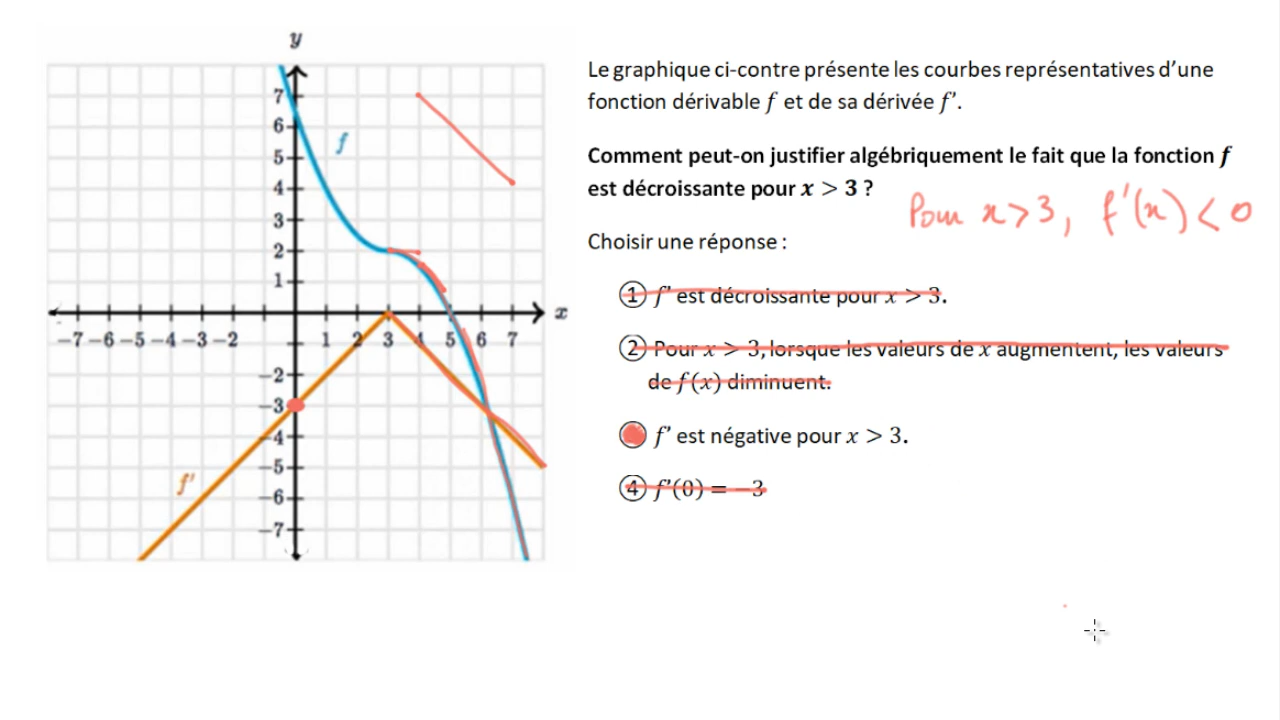 y
7
6
5
4
3
2
1
f
-7 -6 -5 -4 -3 -2 1 2 3 4 5 6 7 x
-2
-3
-4
-5
-6
-7
f'
Le graphique ci-contre présente les courbes représentatives d'une
fonction dérivable f et de sa dérivée f'.
Comment peut-on justifier algébriquement le fait que la fonction f
est décroissante pour x > 3 ?
Pour x>3, f'(x) < 0
Choisir une réponse :
1 f' est décroissante pour x > 3.
2 Pour x > 3, lorsque les valeurs de x augmentent, les valeurs
de f(x) diminuent.
f' est négative pour x > 3.
4 f'(0) = -3